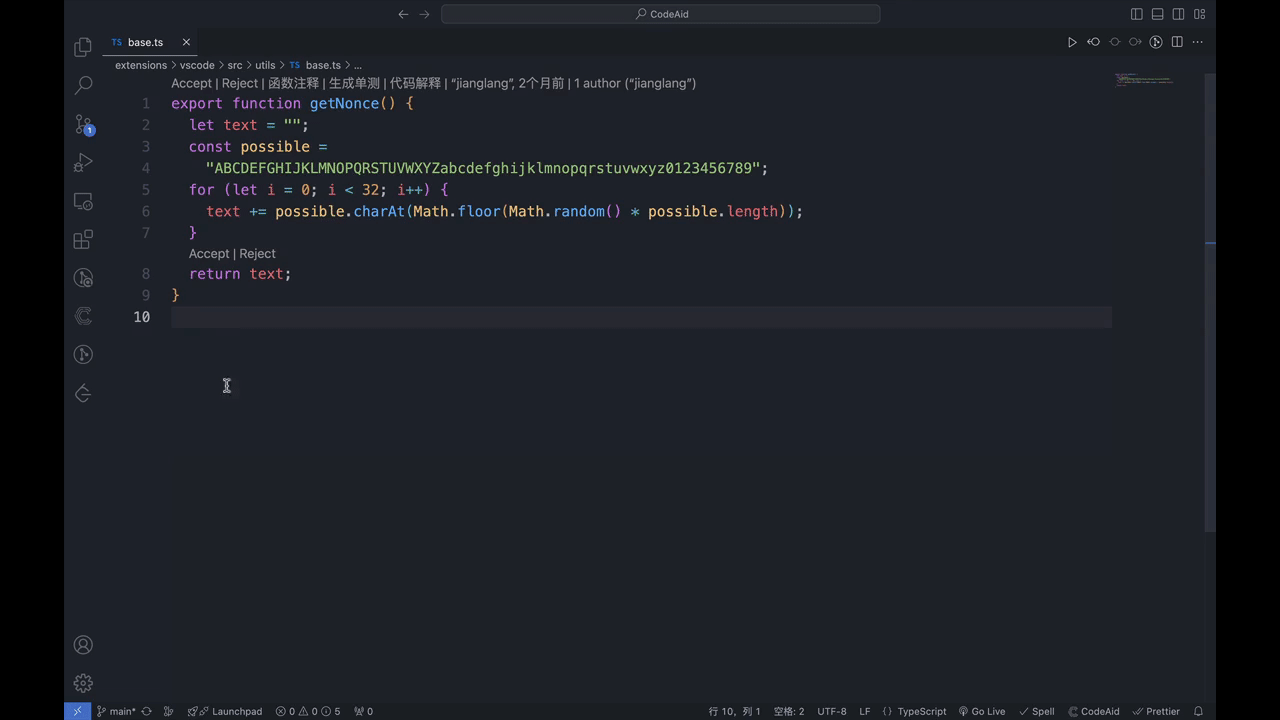 CodeAid
TS base.ts
extensions > vscode > src > utils > TS base.ts > ...
Accept | Reject | 函数注释 | 生成单测 | 代码解释 | “jianglang”, 2个月前 | 1 author (“jianglang”)
1 export function getNonce() {
2 let text = "";
3 const possible =
4 "ABCDEFGHIJKLMNOPQRSTUVWXYZabcdefghijklmnopqrstuvwxyz0123456789";
5 for (let i = 0; i < 32; i++) {
6 text += possible.charAt(Math.floor(Math.random() * possible.length));
7 }
Accept | Reject
8 return text;
9 }
10
1
main* Launchpad 0 0 5 0 行 10, 列 1 空格: 2 UTF-8 LF {} TypeScript Go Live Spell CodeAid Prettier